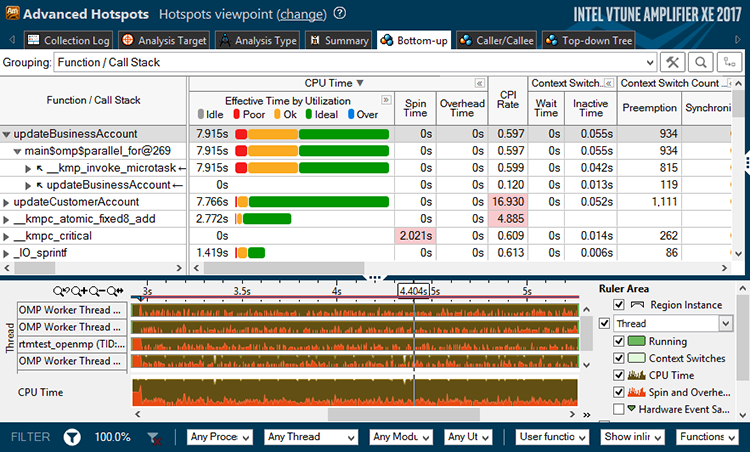 Advanced Hotspots Hotspots viewpoint (change)
INTEL VTUNE AMPLIFIER XE 2017
Collection Log Analysis Target Analysis Type Summary Bottom-up Caller/Callee Top-down Tree
Grouping: Function / Call Stack
Function / Call Stack CPU Time CPI Rate Context Switch... Context Switch Count
Effective Time by Utilization Spin Time Overhead Time Wait Time Inactive Time Preemption Synchroni
Idle Poor Ok Ideal Over
updateBusinessAccount 7.915s 0s 0s 0.597 0s 0.055s 934
main$omp$parallel_for@269 7.915s 0s 0s 0.597 0s 0.055s 934
__kmp_invoke_microtask 7.915s 0s 0s 0.599 0s 0.042s 815
updateBusinessAccount 0s 0s 0s 0.120 0s 0.013s 119
updateCustomerAccount 7.766s 0s 0s 16.930 0s 0.052s 1,111
__kmpc_atomic_fixed8_add 2.772s 0s 0s 4.885
__kmpc_critical 0s 2.021s 0s 0.609 0s 0.014s 262
_IO_sprintf 1.419s 0s 0s 0.613 0s 0.006s 86
3s 3.5s 4s 4.404s 5s 5s
Thread
OMP Worker Thread ...
OMP Worker Thread ...
rtmtest_openmp (TID:...
OMP Worker Thread ...
CPU Time
Ruler Area
Region Instance
Thread
Running
Context Switches
CPU Time
Spin and Overhe...
Hardware Event Sa...
FILTER 100.0% Any Proce Any Thread Any Modu Any Ut User functio Show inlin Functions